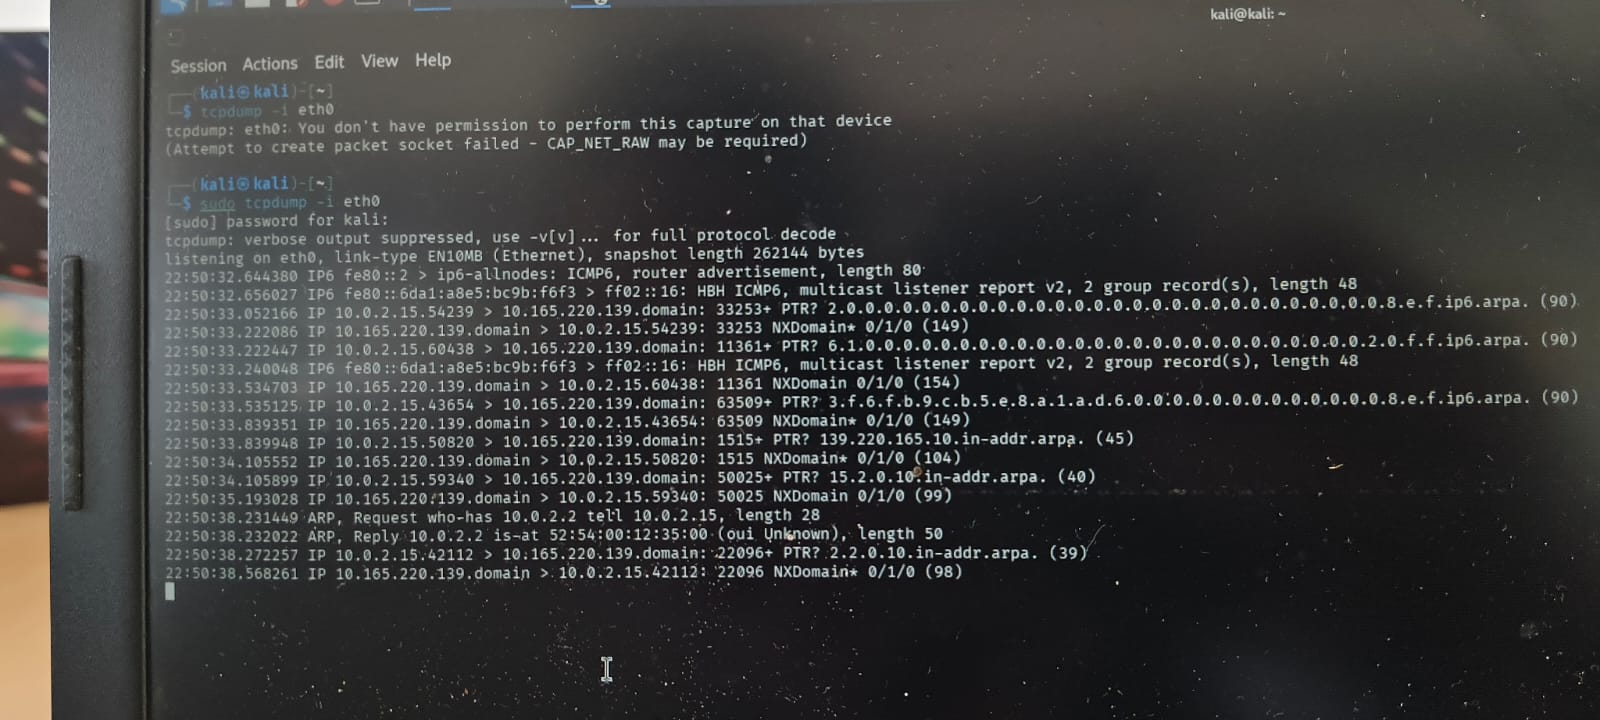 kali@kali: ~
Session Actions Edit View Help
(kali㉿kali)-[~]
$ tcpdump -i eth0
tcpdump: eth0: You don't have permission to perform this capture on that device
(Attempt to create packet socket failed - CAP_NET_RAW may be required)
(kali㉿kali)-[~]
$ sudo tcpdump -i eth0
[sudo] password for kali:
tcpdump: verbose output suppressed, use -v[v]... for full protocol decode
listening on eth0, link-type EN10MB (Ethernet), snapshot length 262144 bytes
22:50:32.644380 IP6 fe80::2 > ip6-allnodes: ICMP6, router advertisement, length 80
22:50:32.656027 IP6 fe80::6da1:a8e5:bc9b:f6f3 > ff02::16: HBH ICMP6, multicast listener report v2, 2 group record(s), length 48
22:50:33.052166 IP 10.0.2.15.54239 > 10.165.220.139.domain: 33253+ PTR? 2.0.0.0.0.0.0.0.0.0.0.0.0.0.0.0.0.0.0.0.0.0.0.0.0.0.0.0.0.8.e.f.ip6.arpa. (90)
22:50:33.222086 IP 10.165.220.139.domain > 10.0.2.15.54239: 33253 NXDomain* 0/1/0 (149)
22:50:33.222447 IP 10.0.2.15.60438 > 10.165.220.139.domain: 11361+ PTR? 6.1.0.0.0.0.0.0.0.0.0.0.0.0.0.0.0.0.0.0.0.0.0.0.0.0.0.0.2.0.f.f.ip6.arpa. (90)
22:50:33.240048 IP6 fe80::6da1:a8e5:bc9b:f6f3 > ff02::16: HBH ICMP6, multicast listener report v2, 2 group record(s), length 48
22:50:33.534703 IP 10.165.220.139.domain > 10.0.2.15.60438: 11361 NXDomain 0/1/0 (154)
22:50:33.535125 IP 10.0.2.15.43654 > 10.165.220.139.domain: 63509+ PTR? 3.f.6.f.b.9.c.b.5.e.8.a.1.a.d.6.0.0.0.0.0.0.0.0.0.0.0.0.0.8.e.f.ip6.arpa. (90)
22:50:33.839351 IP 10.165.220.139.domain > 10.0.2.15.43654: 63509 NXDomain* 0/1/0 (149)
22:50:33.839948 IP 10.0.2.15.50820 > 10.165.220.139.domain: 1515+ PTR? 139.220.165.10.in-addr.arpa. (45)
22:50:34.105552 IP 10.165.220.139.domain > 10.0.2.15.50820: 1515 NXDomain* 0/1/0 (104)
22:50:34.105899 IP 10.0.2.15.59340 > 10.165.220.139.domain: 50025+ PTR? 15.2.0.10.in-addr.arpa. (40)
22:50:35.193028 IP 10.165.220.139.domain > 10.0.2.15.59340: 50025 NXDomain 0/1/0 (99)
22:50:38.231449 ARP, Request who-has 10.0.2.2 tell 10.0.2.15, length 28
22:50:38.232022 ARP, Reply 10.0.2.2 is-at 52:54:00:12:35:00 (oui Unknown), length 50
22:50:38.272257 IP 10.0.2.15.42112 > 10.165.220.139.domain: 22096+ PTR? 2.2.0.10.in-addr.arpa. (39)
22:50:38.568261 IP 10.165.220.139.domain > 10.0.2.15.42112: 22096 NXDomain* 0/1/0 (98)